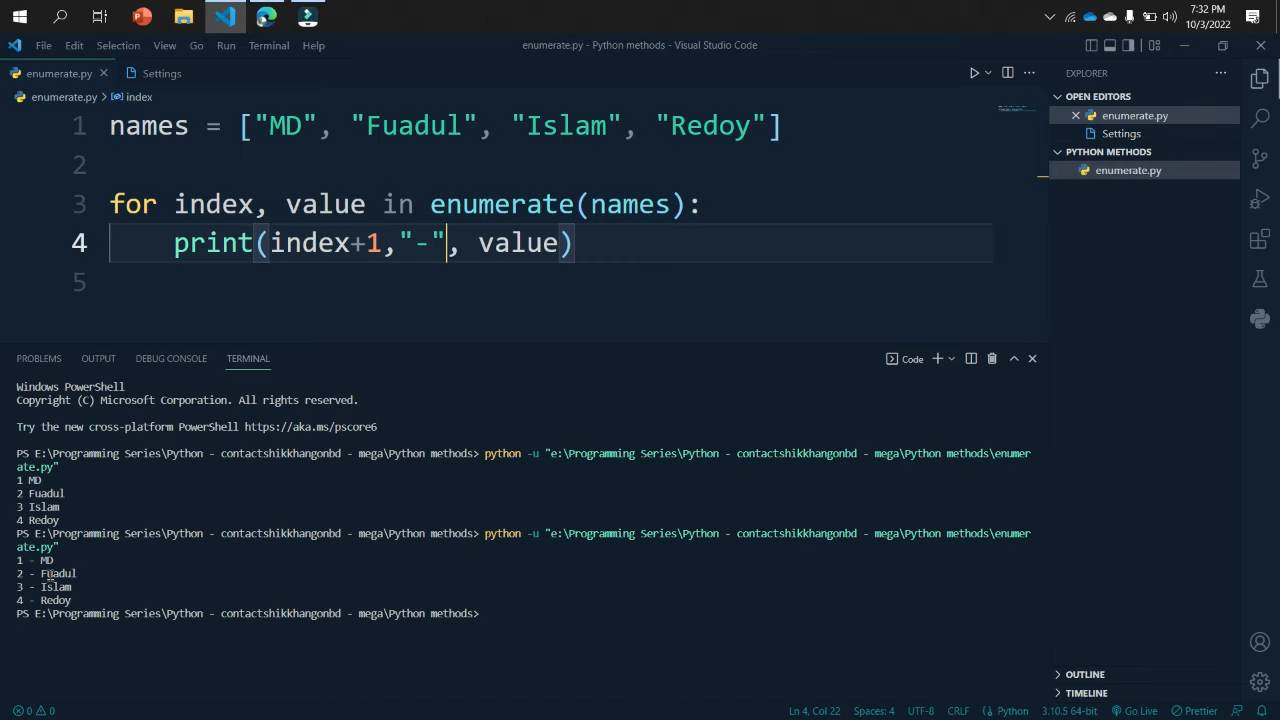 7:32 PM
10/3/2022
File Edit Selection View Go Run Terminal Help
enumerate.py - Python methods - Visual Studio Code
enumerate.py
Settings
enumerate.py > index
1 names = ["MD", "Fuadul", "Islam", "Redoy"]
2
3 for index, value in enumerate(names):
4 print(index+1,"-", value)
5
EXPLORER
OPEN EDITORS
enumerate.py
Settings
PYTHON METHODS
enumerate.py
PROBLEMS OUTPUT DEBUG CONSOLE TERMINAL
Code
Windows PowerShell
Copyright (C) Microsoft Corporation. All rights reserved.
Try the new cross-platform PowerShell https://aka.ms/pscore6
PS E:\Programming Series\Python - contactshikkhangonbd - mega\Python methods> python -u "e:\Programming Series\Python - contactshikkhangonbd - mega\Python methods\enumer
ate.py"
1 MD
2 Fuadul
3 Islam
4 Redoy
PS E:\Programming Series\Python - contactshikkhangonbd - mega\Python methods> python -u "e:\Programming Series\Python - contactshikkhangonbd - mega\Python methods\enumer
ate.py"
1 - MD
2 - Fuadul
3 - Islam
4 - Redoy
PS E:\Programming Series\Python - contactshikkhangonbd - mega\Python methods>
OUTLINE
TIMELINE
0 0
Ln 4, Col 22 Spaces: 4 UTF-8 CRLF Python 3.10.5 64-bit Go Live Prettier